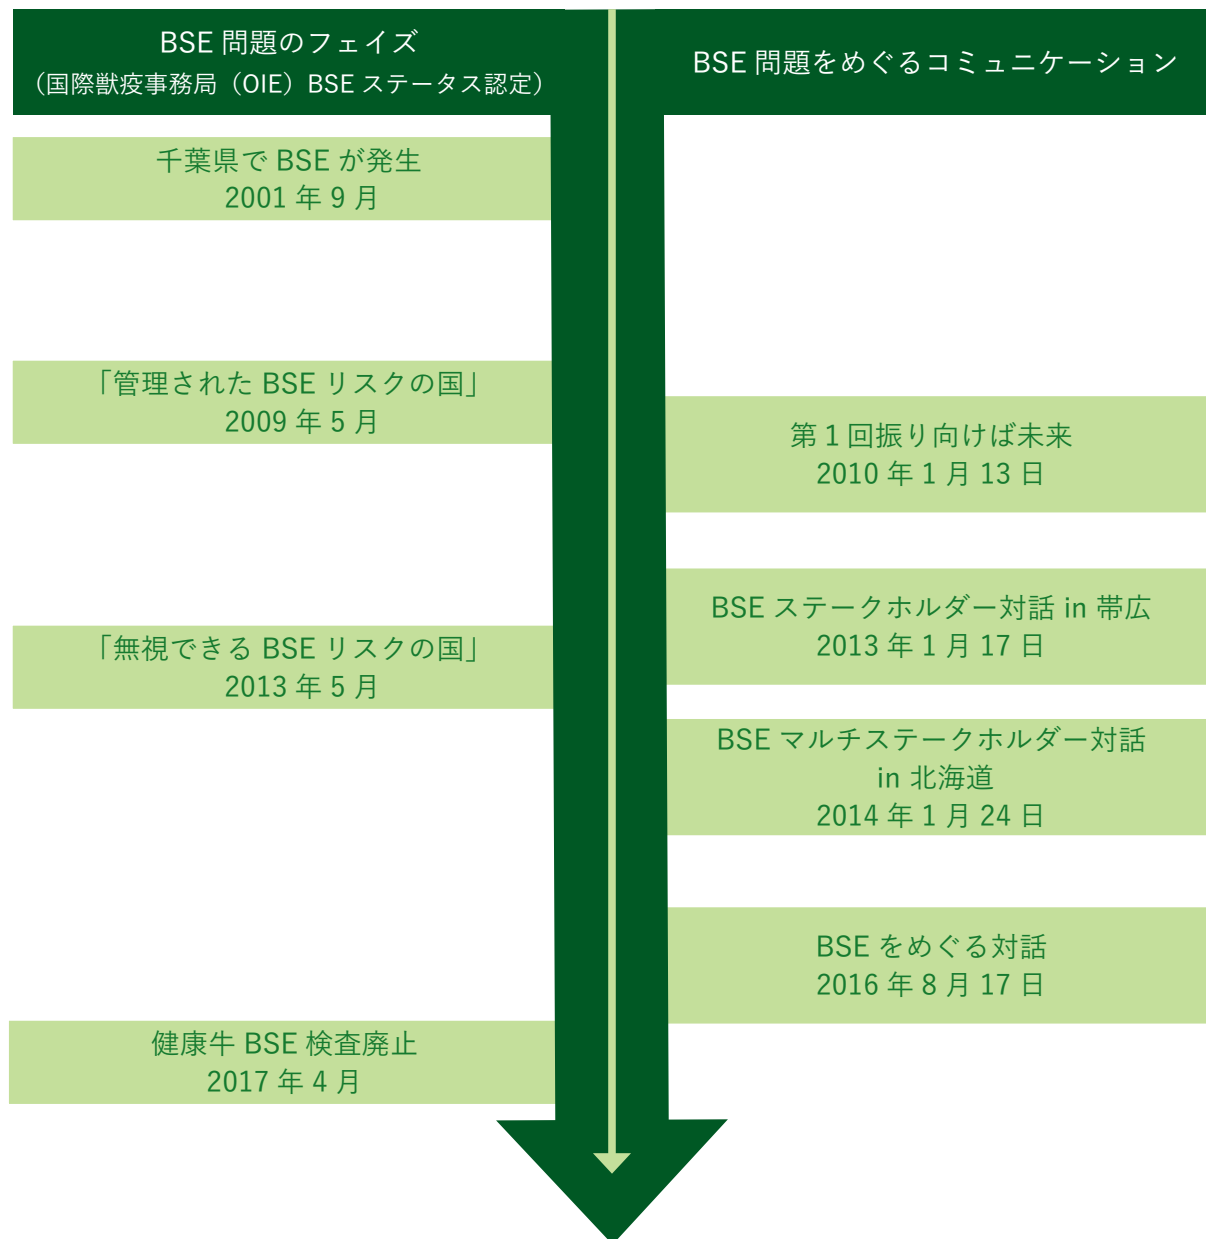 BSE 問題のフェイズ
（国際獣疫事務局（OIE）BSE ステータス認定）
BSE 問題をめぐるコミュニケーション
千葉県で BSE が発生
2001 年 9 月
「管理された BSE リスクの国」
2009 年 5 月
第 1 回振り向けば未来
2010 年 1 月 13 日
BSE ステークホルダー対話 in 帯広
2013 年 1 月 17 日
「無視できる BSE リスクの国」
2013 年 5 月
BSE マルチステークホルダー対話
in 北海道
2014 年 1 月 24 日
BSE をめぐる対話
2016 年 8 月 17 日
健康牛 BSE 検査廃止
2017 年 4 月